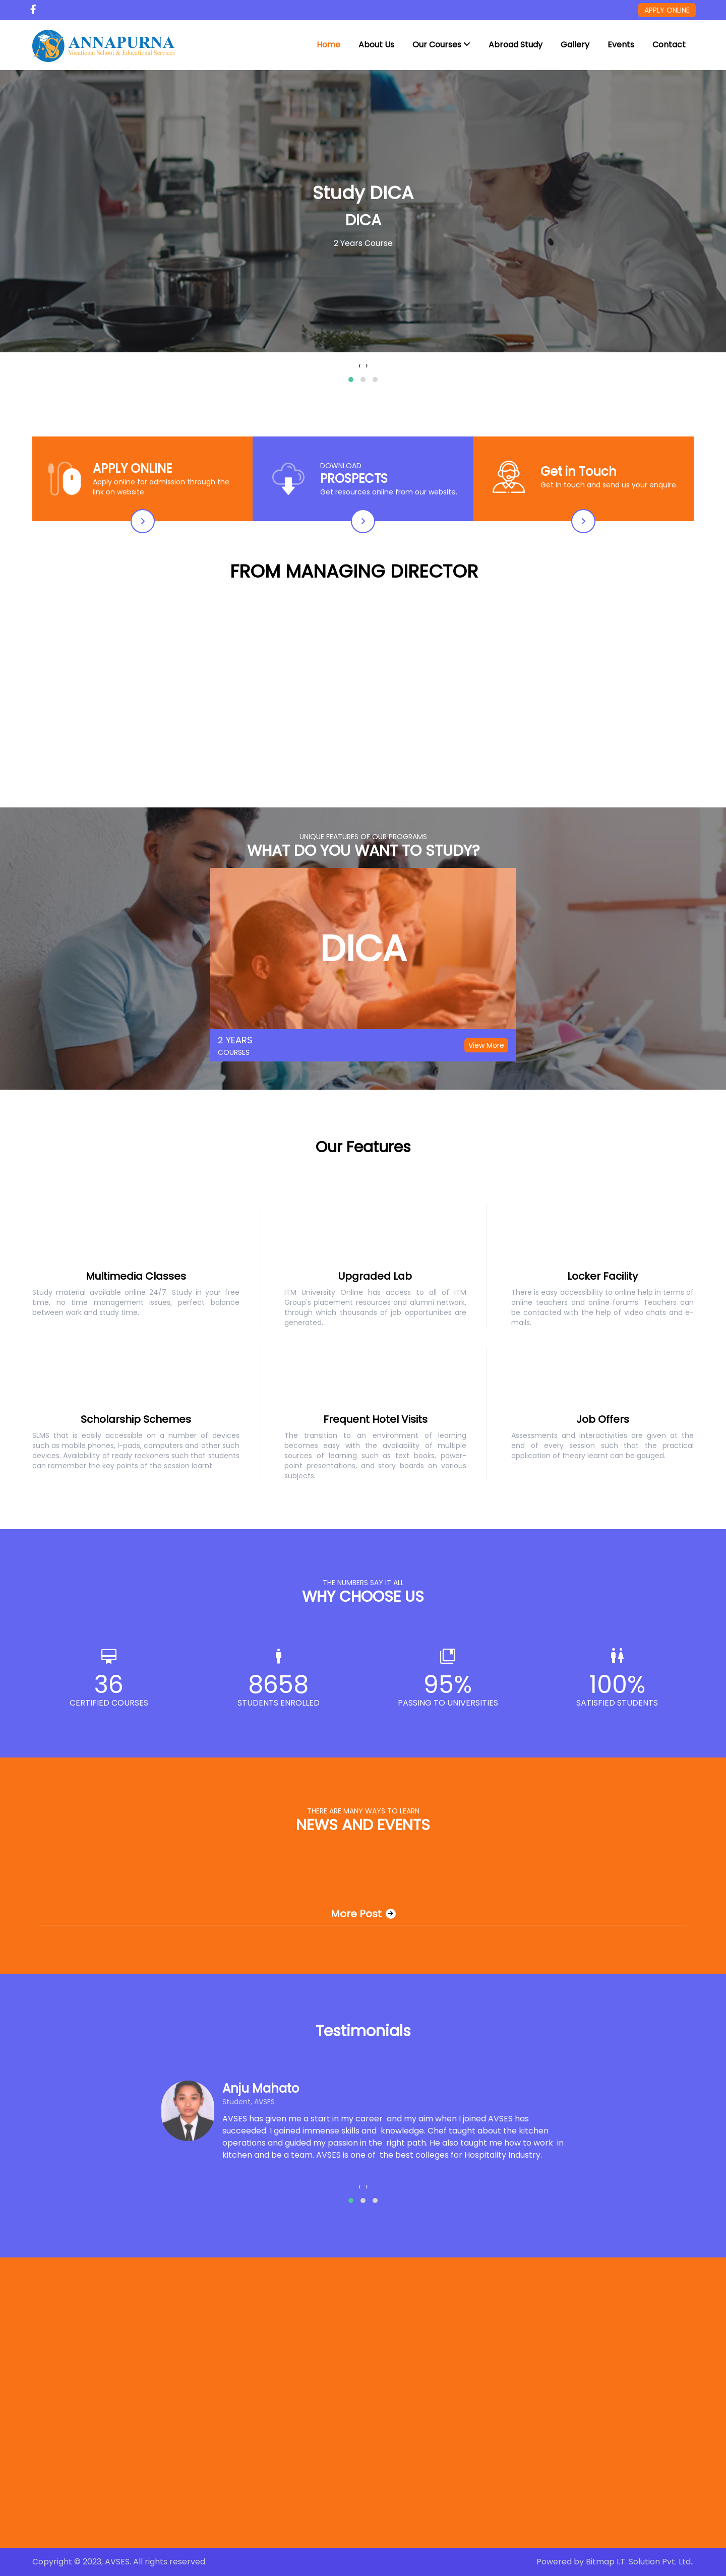 APPLY ONLINE
ANNAPURNA
Vocational School & Educational Services
Home
About Us
Our Courses
Abroad Study
Gallery
Events
Contact
Study DICA
DICA
2 Years Course
‹ ›
APPLY ONLINE
Apply online for admission through the
link on website.
DOWNLOAD
PROSPECTS
Get resources online from our website.
Get in Touch
Get in touch and send us your enquire.
FROM MANAGING DIRECTOR
UNIQUE FEATURES OF OUR PROGRAMS
WHAT DO YOU WANT TO STUDY?
DICA
2 YEARS
COURSES
View More
Our Features
Multimedia Classes
Study material available online 24/7. Study in your free
time, no time management issues, perfect balance
between work and study time.
Upgraded Lab
ITM University Online has access to all of ITM
Group's placement resources and alumni network,
through which thousands of job opportunities are
generated.
Locker Facility
There is easy accessibility to online help in terms of
online teachers and online forums. Teachers can
be contacted with the help of video chats and e-
mails.
Scholarship Schemes
SLMS that is easily accessible on a number of devices
such as mobile phones, I-pads, computers and other such
devices. Availability of ready reckoners such that students
can remember the key points of the session learnt.
Frequent Hotel Visits
The transition to an environment of learning
becomes easy with the availability of multiple
sources of learning such as text books, power-
point presentations, and story boards on various
subjects.
Job Offers
Assessments and interactivities are given at the
end of every session such that the practical
application of theory learnt can be gauged.
THE NUMBERS SAY IT ALL
WHY CHOOSE US
36
CERTIFIED COURSES
8658
STUDENTS ENROLLED
95%
PASSING TO UNIVERSITIES
100%
SATISFIED STUDENTS
THERE ARE MANY WAYS TO LEARN
NEWS AND EVENTS
More Post
Testimonials
Anju Mahato
Student, AVSES
AVSES has given me a start in my career and my aim when I joined AVSES has
succeeded. I gained immense skills and knowledge. Chef taught about the kitchen
operations and guided my passion in the right path. He also taught me how to work in
kitchen and be a team. AVSES is one of the best colleges for Hospitality Industry.
‹ ›
Copyright © 2023, AVSES. All rights reserved.
Powered by Bitmap I.T. Solution Pvt. Ltd..